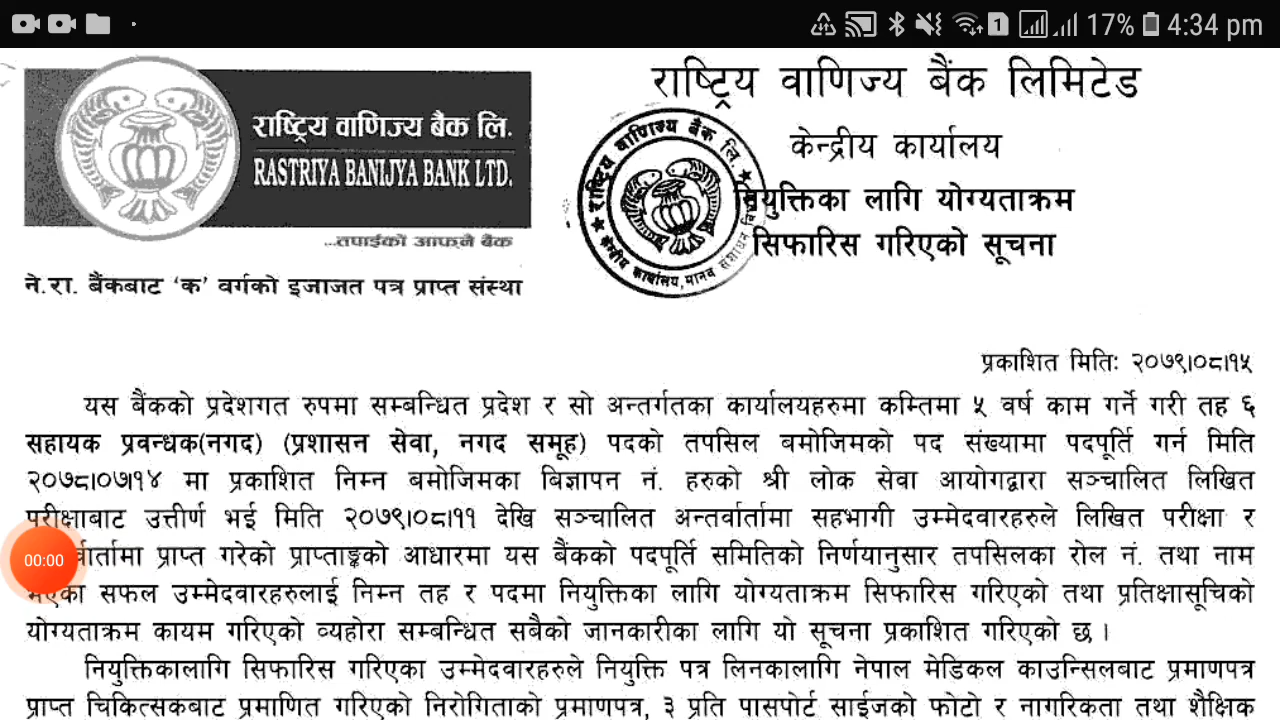 17% 4:34 pm
राष्ट्रिय वाणिज्य बैंक लि.
RASTRIYA BANIJYA BANK LTD.
...तपाईको आफ्नै बैंक
ने.रा. बैंकबाट ‘क’ वर्गको इजाजत पत्र प्राप्त संस्था
राष्ट्रिय वाणिज्य बैंक लिमिटेड
केन्द्रीय कार्यालय
नियुक्तिका लागि योग्यताक्रम
सिफारिस गरिएको सूचना
राष्ट्रिय वाणिज्य बैंक लि.
केन्द्रीय कार्यालय, मानव संशाधन
प्रकाशित मितिः २०७९।०८।१५
यस बैंकको प्रदेशगत रुपमा सम्बन्धित प्रदेश र सो अन्तर्गतका कार्यालयहरुमा कम्तिमा ५ वर्ष काम गर्ने गरी तह ६
सहायक प्रवन्धक(नगद) (प्रशासन सेवा, नगद समूह) पदको तपसिल बमोजिमको पद संख्यामा पदपूर्ति गर्न मिति
२०७८।०७।१४ मा प्रकाशित निम्न बमोजिमका बिज्ञापन नं. हरुको श्री लोक सेवा आयोगद्वारा सञ्चालित लिखित
परीक्षाबाट उत्तीर्ण भई मिति २०७९।०८।११ देखि सञ्चालित अन्तर्वार्तामा सहभागी उम्मेदवारहरुले लिखित परीक्षा र
00:00 प्राप्त गरेको प्राप्ताङ्कको आधारमा यस बैंकको पदपूर्ति समितिको निर्णयानुसार तपसिलका रोल नं. तथा नाम
भएका सफल उम्मेदवारहरुलाई निम्न तह र पदमा नियुक्तिका लागि योग्यताक्रम सिफारिस गरिएको तथा प्रतिक्षासूचिको
योग्यताक्रम कायम गरिएको व्यहोरा सम्बन्धित सबैको जानकारीका लागि यो सूचना प्रकाशित गरिएको छ ।
नियुक्तिकालागि सिफारिस गरिएका उम्मेदवारहरुले नियुक्ति पत्र लिनकालागि नेपाल मेडिकल काउन्सिलबाट प्रमाणपत्र
प्राप्त चिकित्सकबाट प्रमाणित गरिएको निरोगिताको प्रमाणपत्र, ३ प्रति पासपोर्ट साईजको फोटो र नागरिकता तथा शैक्षिक